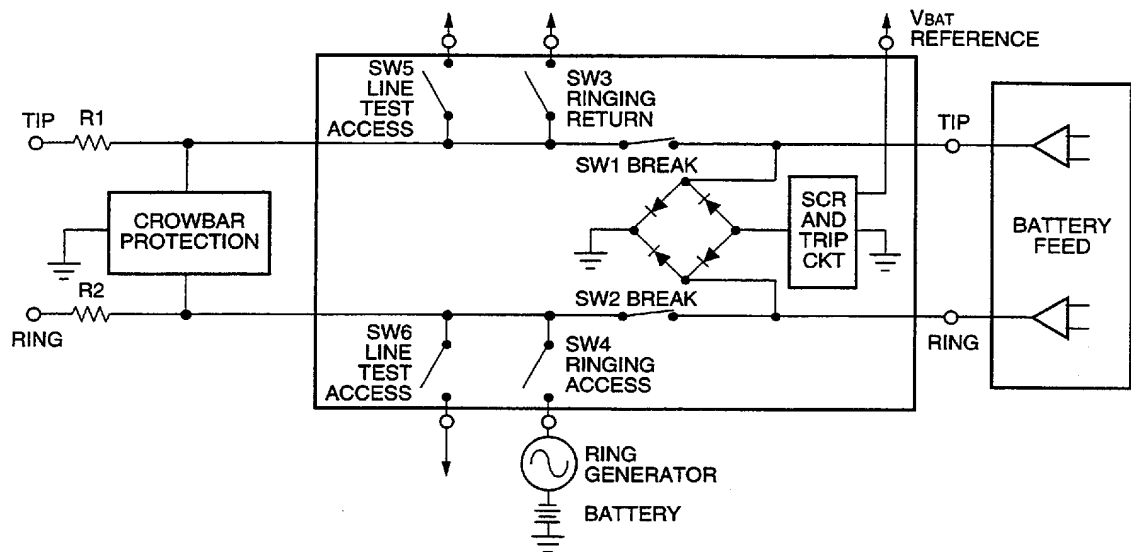 VBAT
REFERENCE
SW5
LINE
TEST
ACCESS
SW3
RINGING
RETURN
TIP
R1
SW1 BREAK
TIP
CROWBAR
PROTECTION
SCR
AND
TRIP
CKT
BATTERY
FEED
R2
RING
SW2 BREAK
SW6
LINE
TEST
ACCESS
SW4
RINGING
ACCESS
RING
RING
GENERATOR
BATTERY